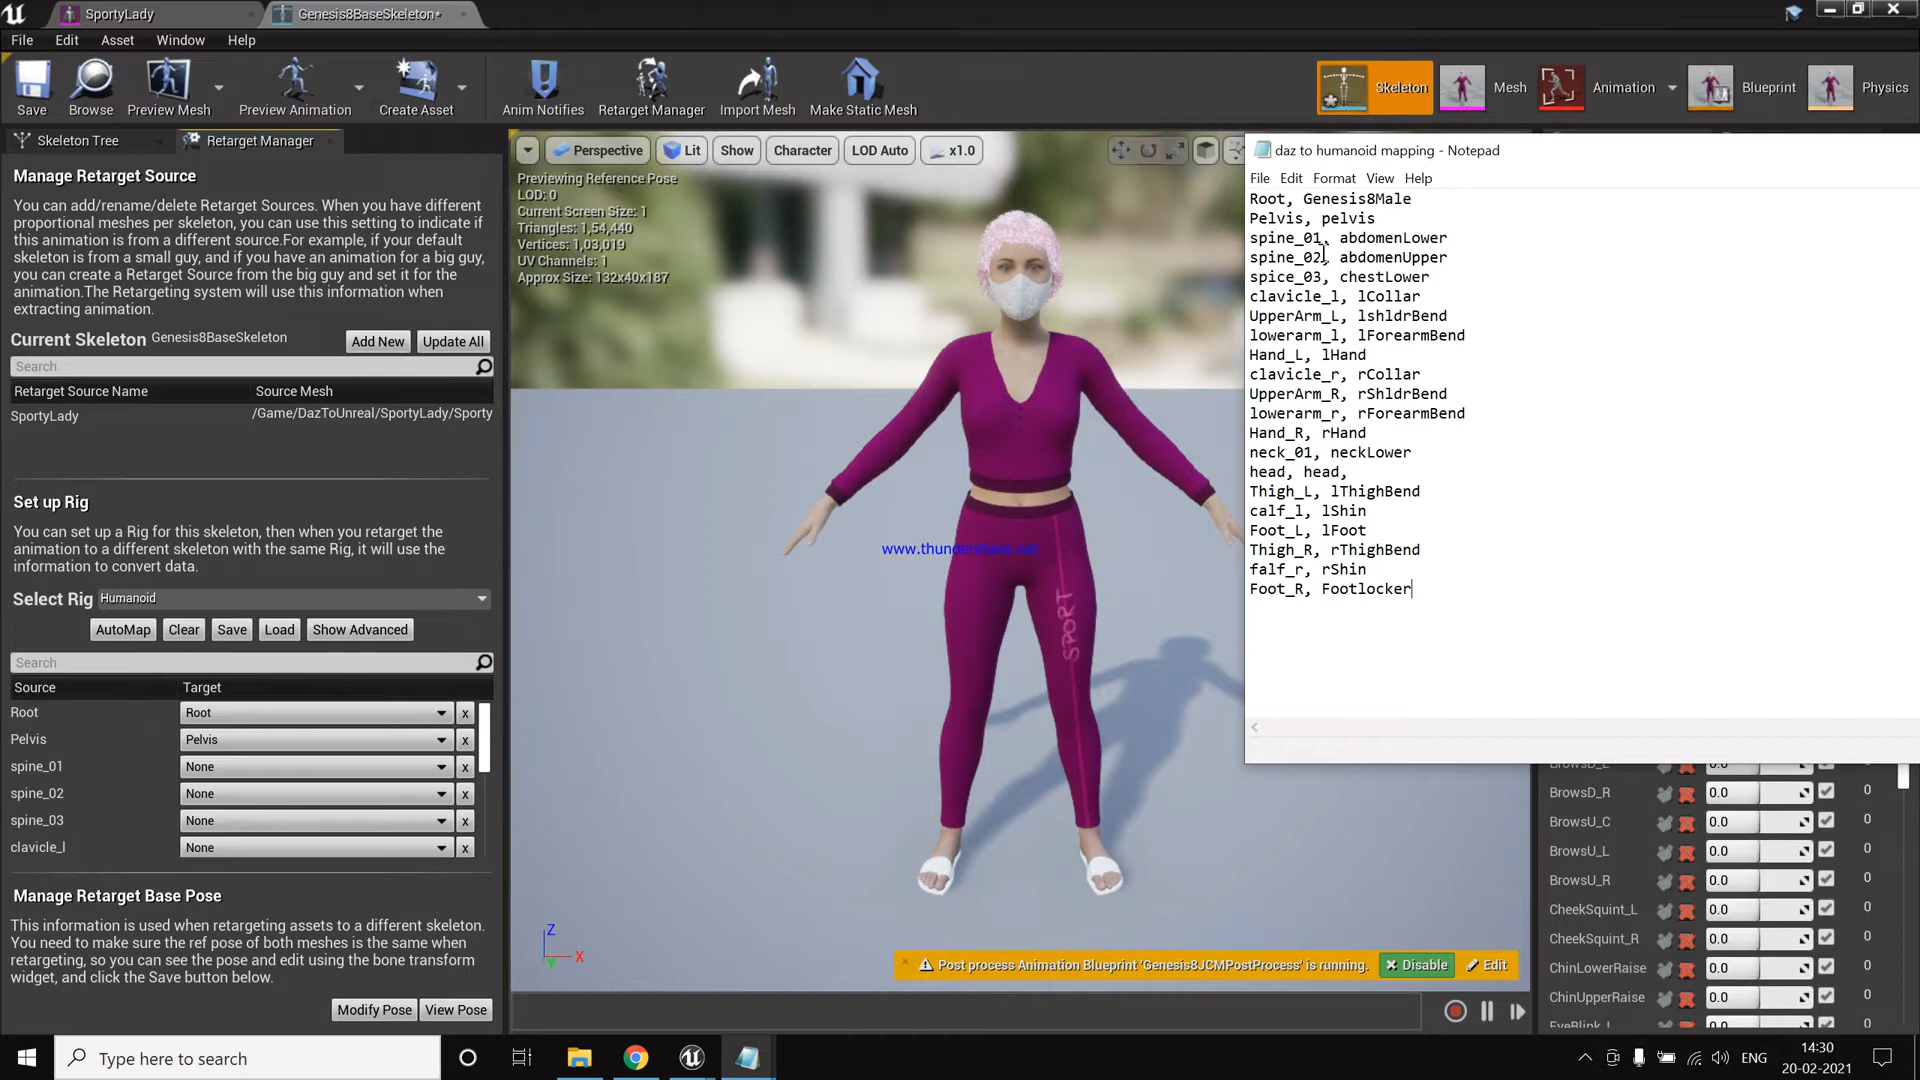 SportyLady
Genesis8BaseSkeleton*
File Edit Asset Window Help
Save
Browse
Preview Mesh
Preview Animation
Create Asset
Anim Notifies
Retarget Manager
Import Mesh
Make Static Mesh
Skeleton
Mesh
Animation
Blueprint
Physics
Skeleton Tree
Retarget Manager
Manage Retarget Source
You can add/rename/delete Retarget Sources. When you have different
proportional meshes per skeleton, you can use this setting to indicate if
this animation is from a different source.For example, if your default
skeleton is from a small guy, and if you have an animation for a big guy,
you can create a Retarget Source from the big guy and set it for the
animation.The Retargeting system will use this information when
extracting animation.
Current Skeleton Genesis8BaseSkeleton
Add New
Update All
Search
Retarget Source Name Source Mesh
SportyLady /Game/DazToUnreal/SportyLady/Sporty
Set up Rig
You can set up a Rig for this skeleton, then when you retarget the
animation to a different skeleton with the same Rig, it will use the
information to convert data.
Select Rig Humanoid
AutoMap Clear Save Load Show Advanced
Search
Source Target
Root Root x
Pelvis Pelvis x
spine_01 None x
spine_02 None x
spine_03 None x
clavicle_l None x
Manage Retarget Base Pose
This information is used when retargeting assets to a different skeleton.
You need to make sure the ref pose of both meshes is the same when
retargeting, so you can see the pose and edit using the bone transform
widget, and click the Save button below.
Modify Pose View Pose
Perspective Lit Show Character LOD Auto x1.0
Previewing Reference Pose
LOD: 0
Current Screen Size: 1
Triangles: 1,54,440
Vertices: 1,03,019
UV Channels: 1
Approx Size: 132x40x187
www.thundershare.net
SPORT
Z
X
Y
Post process Animation Blueprint 'Genesis8JCMPostProcess' is running. Disable Edit
daz to humanoid mapping - Notepad
File Edit Format View Help
Root, Genesis8Male
Pelvis, pelvis
spine_01, abdomenLower
spine_02, abdomenUpper
spice_03, chestLower
clavicle_l, lCollar
UpperArm_L, lshldrBend
lowerarm_l, lForearmBend
Hand_L, lHand
clavicle_r, rCollar
UpperArm_R, rShldrBend
lowerarm_r, rForearmBend
Hand_R, rHand
neck_01, neckLower
head, head,
Thigh_L, lThighBend
calf_l, lShin
Foot_L, lFoot
Thigh_R, rThighBend
falf_r, rShin
Foot_R, Footlocker
BrowsD_L 0.0 0
BrowsD_R 0.0 0
BrowsU_C 0.0 0
BrowsU_L 0.0 0
BrowsU_R 0.0 0
CheekSquint_L 0.0 0
CheekSquint_R 0.0 0
ChinLowerRaise 0.0 0
ChinUpperRaise 0.0 0
EyeBlink_L 0.0 0
Type here to search
ENG
14:30
20-02-2021